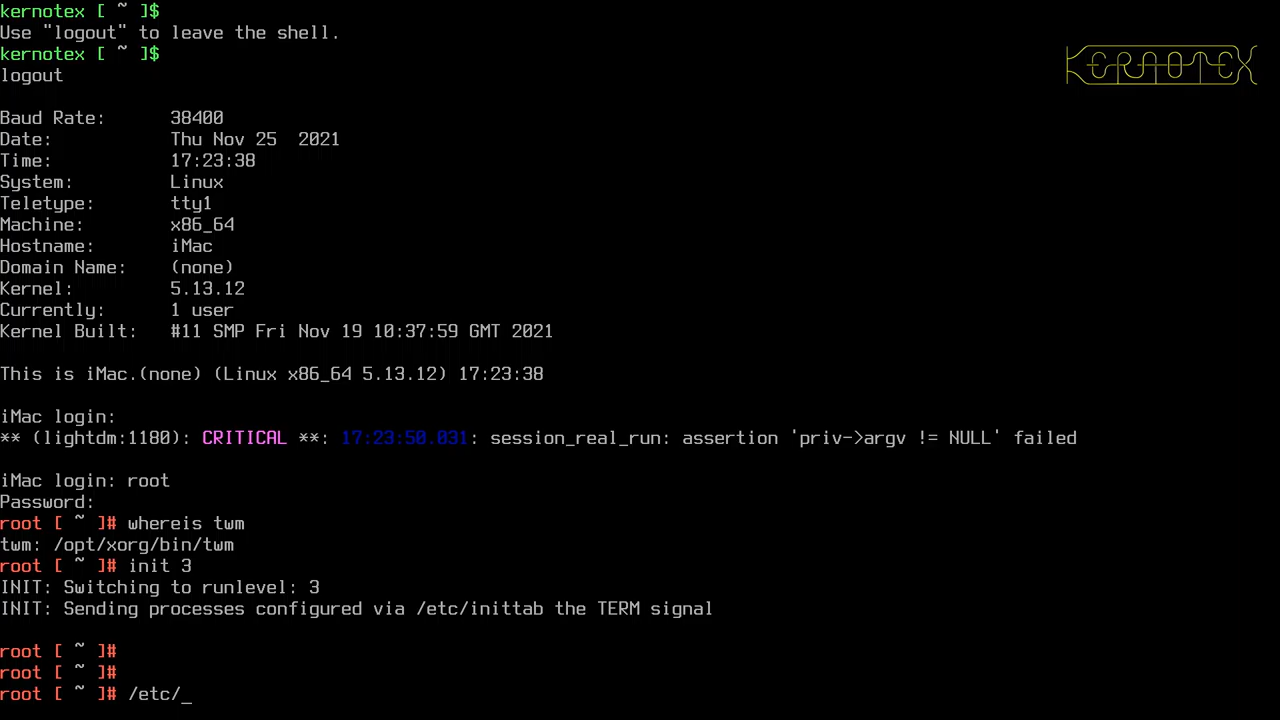 kernotex [ ~ ]$
Use "logout" to leave the shell.
kernotex [ ~ ]$
logout
KERNOTEX
Baud Rate: 38400
Date: Thu Nov 25  2021
Time: 17:23:38
System: Linux
Teletype: tty1
Machine: x86_64
Hostname: iMac
Domain Name: (none)
Kernel: 5.13.12
Currently: 1 user
Kernel Built: #11 SMP Fri Nov 19 10:37:59 GMT 2021
This is iMac.(none) (Linux x86_64 5.13.12) 17:23:38
iMac login:
** (lightdm:1180): CRITICAL **: 17:23:50.031: session_real_run: assertion 'priv->argv != NULL' failed
iMac login: root
Password:
root [ ~ ]# whereis twm
twm: /opt/xorg/bin/twm
root [ ~ ]# init 3
INIT: Switching to runlevel: 3
INIT: Sending processes configured via /etc/inittab the TERM signal
root [ ~ ]#
root [ ~ ]#
root [ ~ ]# /etc/_